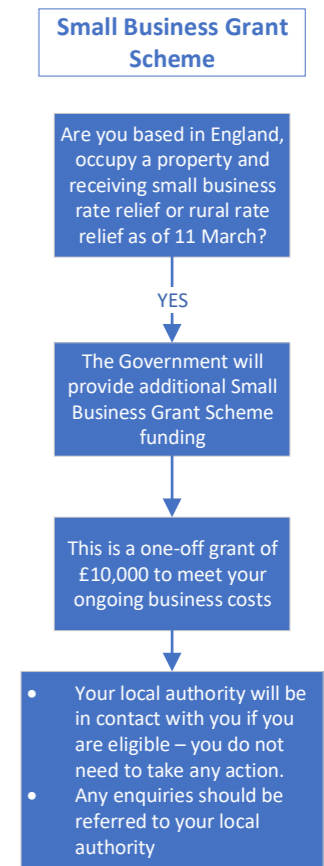 Small Business Grant
Scheme
Are you based in England,
occupy a property and
receiving small business
rate relief or rural rate
relief as of 11 March?
YES
The Government will
provide additional Small
Business Grant Scheme
funding
This is a one-off grant of
£10,000 to meet your
ongoing business costs
• Your local authority will be
in contact with you if you
are eligible – you do not
need to take any action.
• Any enquiries should be
referred to your local
authority